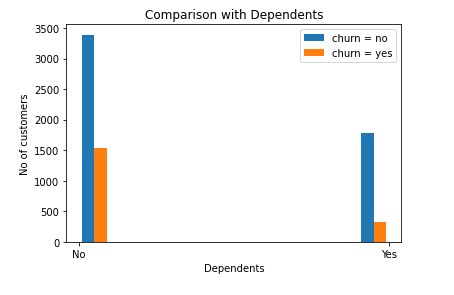 Comparison with Dependents
3500
3000
2500
2000
1500
1000
500
0
No of customers
churn = no
churn = yes
No
Yes
Dependents